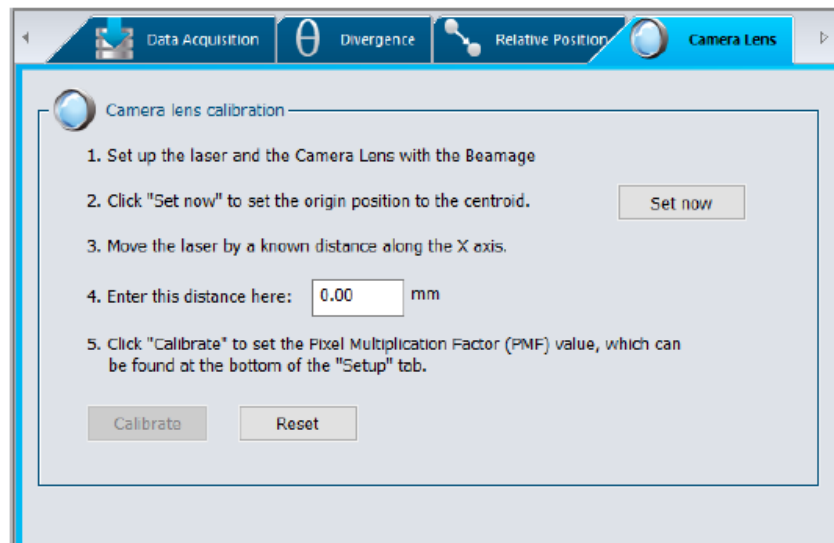 Data Acquisition
θ Divergence
Relative Position
Camera Lens
Camera lens calibration
1. Set up the laser and the Camera Lens with the Beamage
2. Click "Set now" to set the origin position to the centroid.
Set now
3. Move the laser by a known distance along the X axis.
4. Enter this distance here: 0.00 mm
5. Click "Calibrate" to set the Pixel Multiplication Factor (PMF) value, which can
be found at the bottom of the "Setup" tab.
Calibrate
Reset